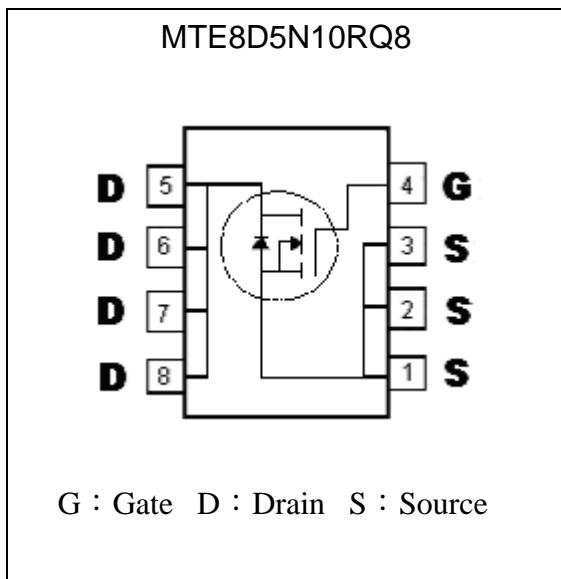 MTE8D5N10RQ8
D 5 4 G
D 6 3 S
D 7 2 S
D 8 1 S
G：Gate D：Drain S：Source